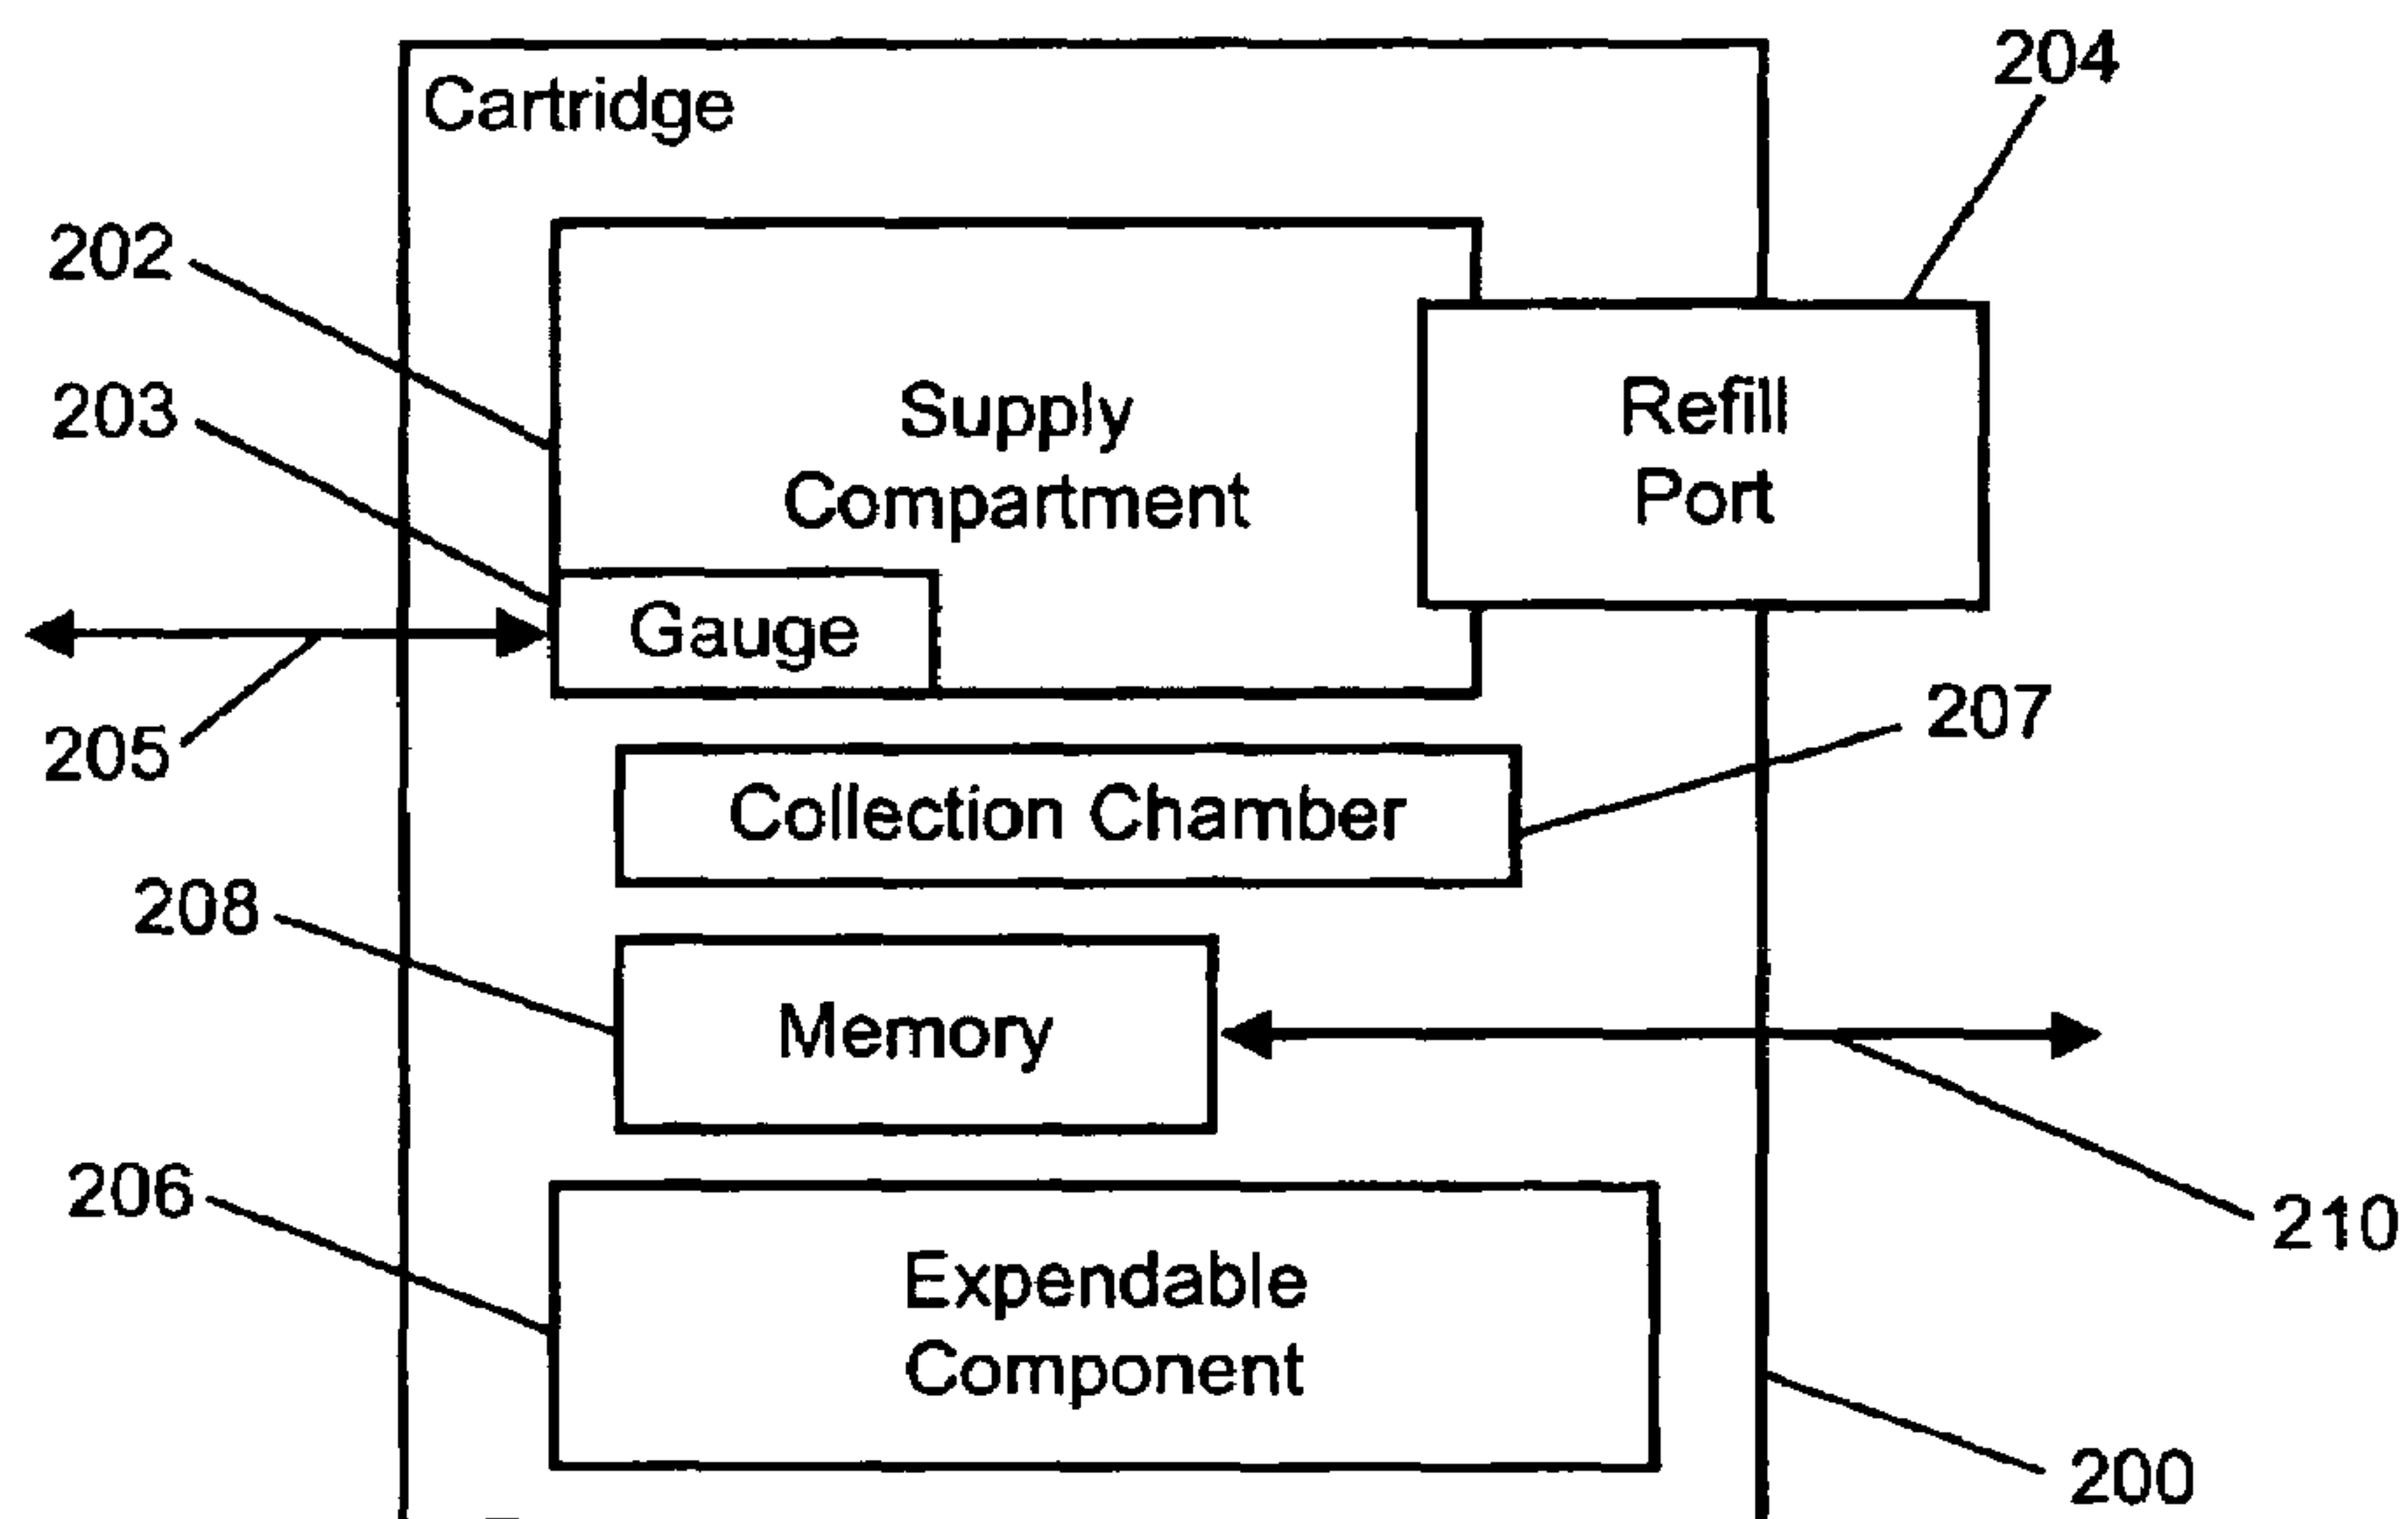 204
Cartridge
202
203
Supply
Compartment
Refill
Port
Gauge
205
207
Collection Chamber
208
Memory
206
210
Expendable
Component
200